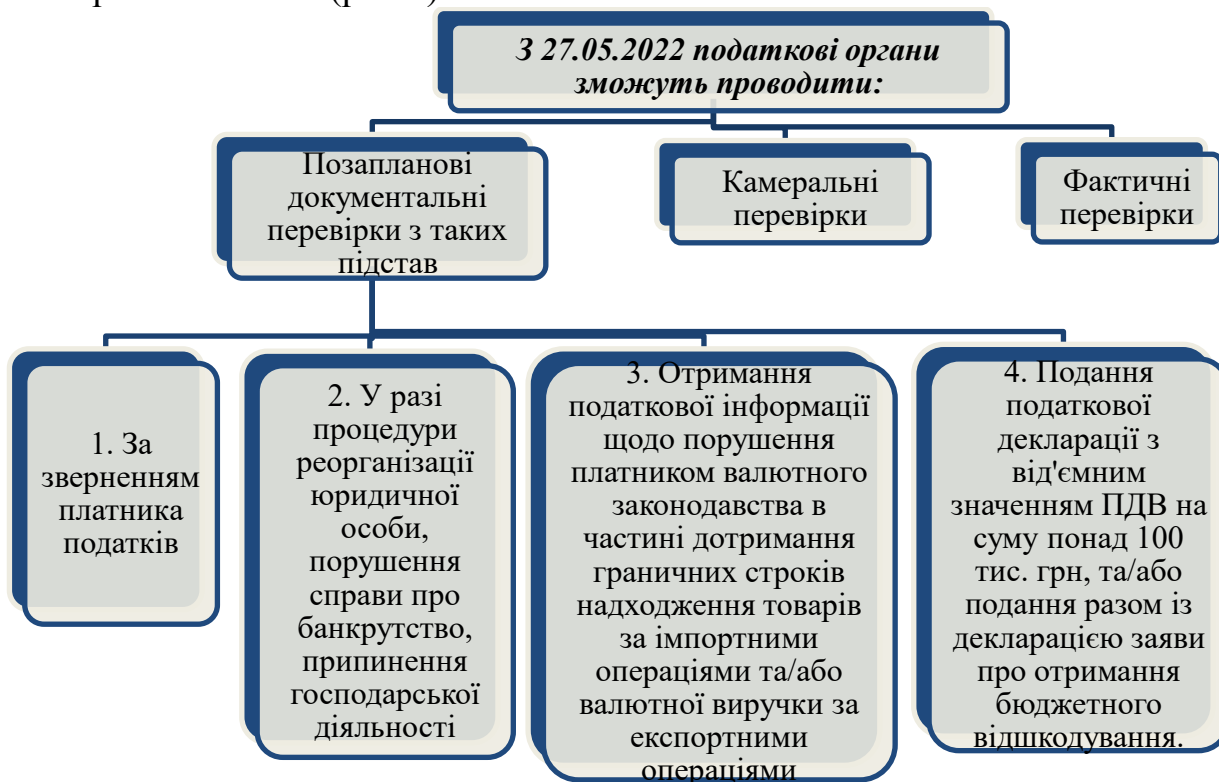 З 27.05.2022 податкові органи
зможуть проводити:
Позапланові
документальні
перевірки з таких
підстав
Камеральні
перевірки
Фактичні
перевірки
1. За
зверненням
платника
податків
2. У разі
процедури
реорганізації
юридичної
особи,
порушення
справи про
банкрутство,
припинення
господарської
діяльності
3. Отримання
податкової інформації
щодо порушення
платником валютного
законодавства в
частині дотримання
граничних строків
надходження товарів
за імпортними
операціями та/або
валютної виручки за
експортними
операціями
4. Подання
податкової
декларації з
від'ємним
значенням ПДВ на
суму понад 100
тис. грн, та/або
подання разом із
декларацією заяви
про отримання
бюджетного
відшкодування.